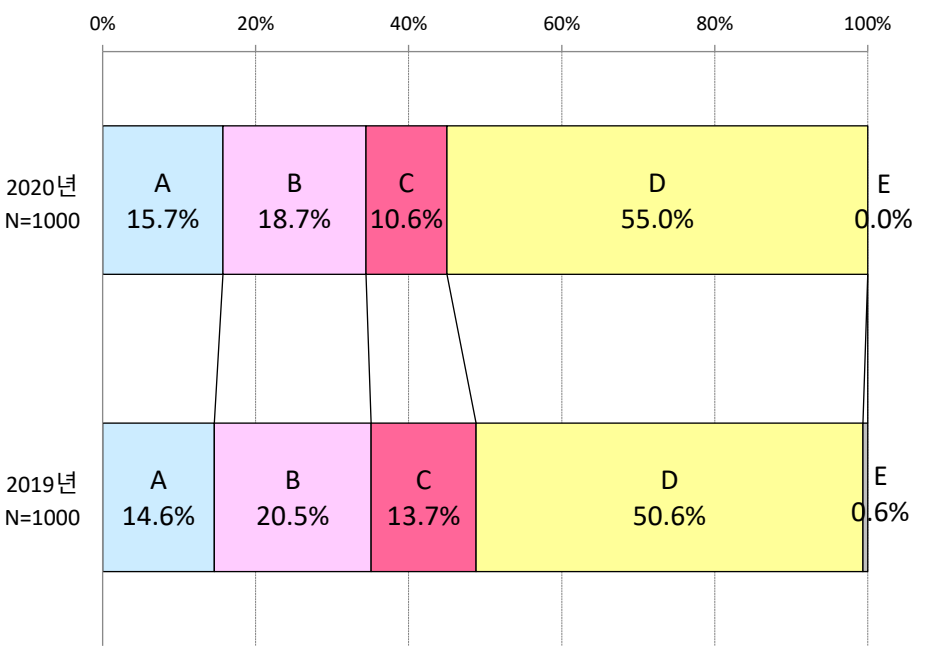 0% 20% 40% 60% 80% 100%
2020년
N=1000
A B C D E
15.7% 18.7% 10.6% 55.0% 0.0%
2019년
N=1000
A B C D E
14.6% 20.5% 13.7% 50.6% 0.6%